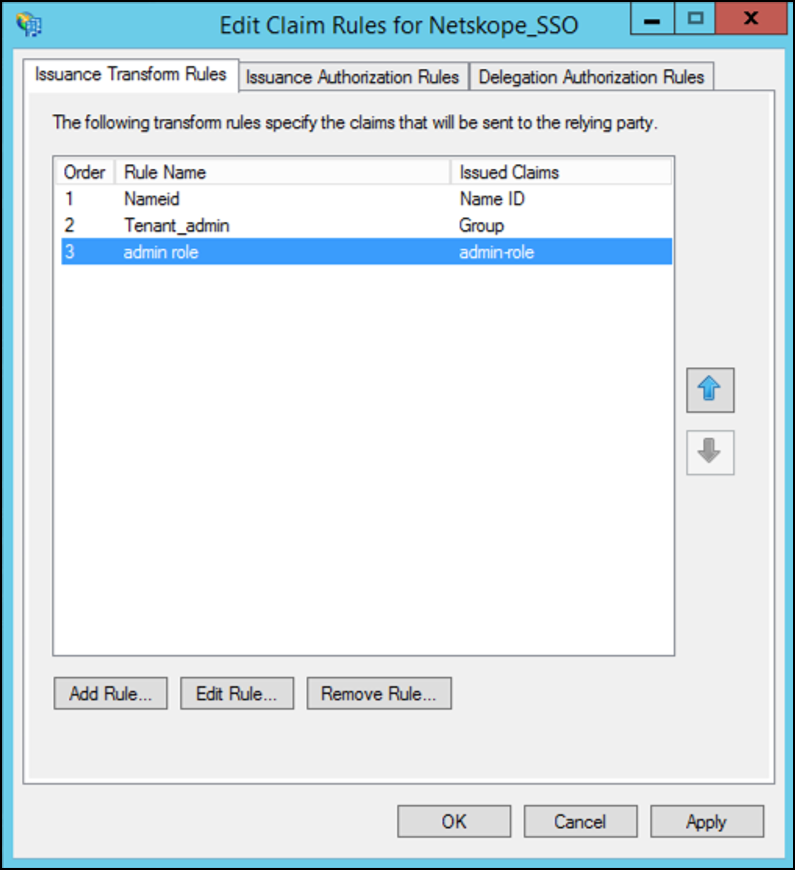 Edit Claim Rules for Netskope_SSO
Issuance Transform Rules Issuance Authorization Rules Delegation Authorization Rules
The following transform rules specify the claims that will be sent to the relying party.
Order Rule Name Issued Claims
1 Nameid Name ID
2 Tenant_admin Group
3 admin role admin-role
Add Rule... Edit Rule... Remove Rule...
OK Cancel Apply